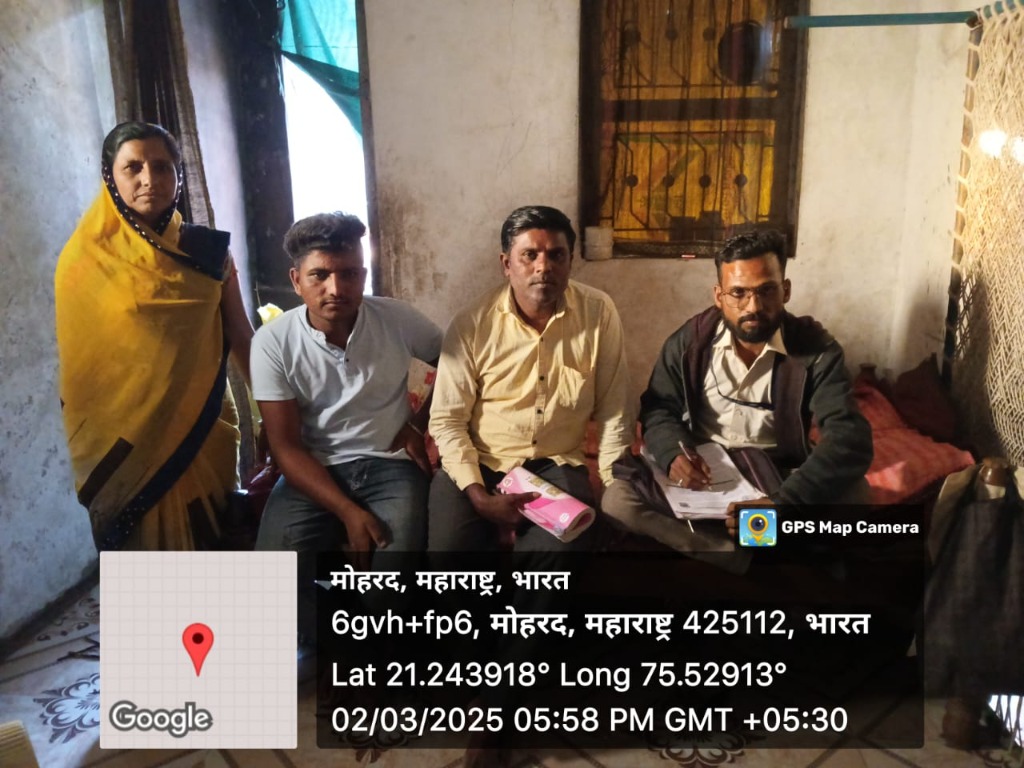 GPS Map Camera
मोहरद, महाराष्ट्र, भारत
6gvh+fp6, मोहरद, महाराष्ट्र 425112, भारत
Lat 21.243918° Long 75.52913°
02/03/2025 05:58 PM GMT +05:30
Google